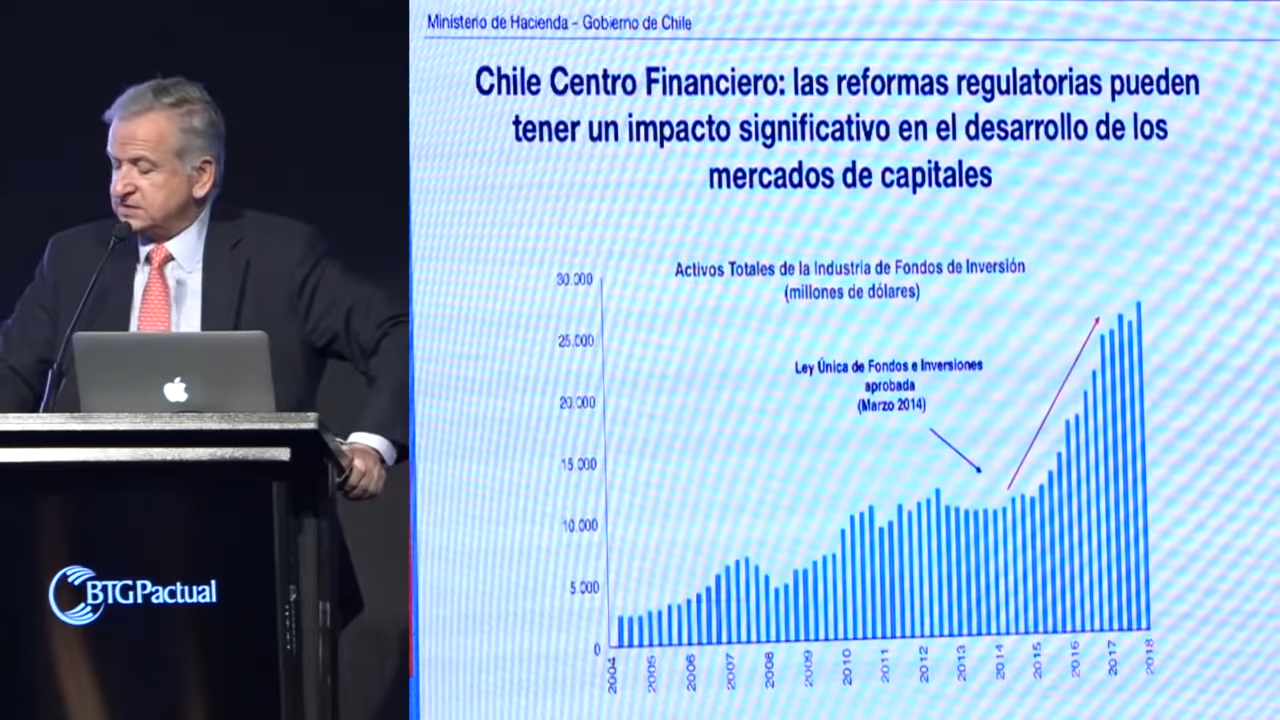 Ministerio de Hacienda – Gobierno de Chile
Chile Centro Financiero: las reformas regulatorias pueden
tener un impacto significativo en el desarrollo de los
mercados de capitales
Activos Totales de la Industria de Fondos de Inversión
(millones de dólares)
30.000
25.000
20.000
15.000
10.000
5.000
0
Ley Única de Fondos e Inversiones
aprobada
(Marzo 2014)
2004
2005
2006
2007
2008
2009
2010
2011
2012
2013
2014
2015
2016
2017
2018
BTGPactual